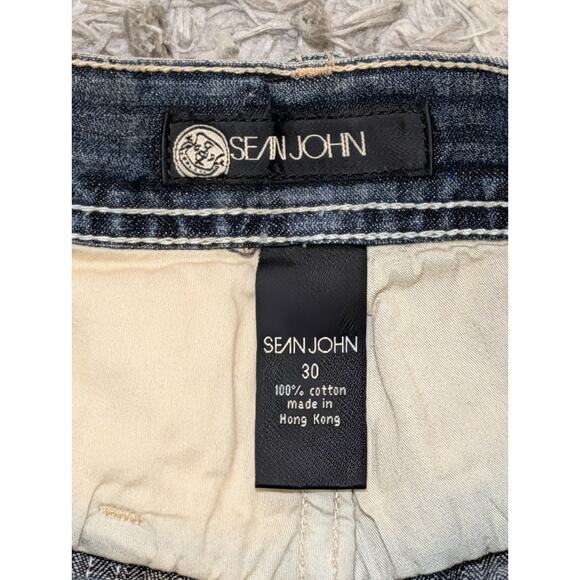 SEAN JOHN
SEAN JOHN
30
100% cotton
made in
Hong Kong